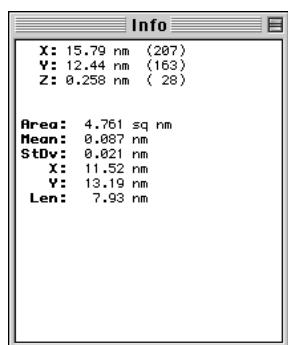 Info
X: 15.79 nm (207)
Y: 12.44 nm (163)
Z: 0.258 nm ( 28)
Area: 4.761 sq nm
Mean: 0.087 nm
StDv: 0.021 nm
X: 11.52 nm
Y: 13.19 nm
Len: 7.93 nm